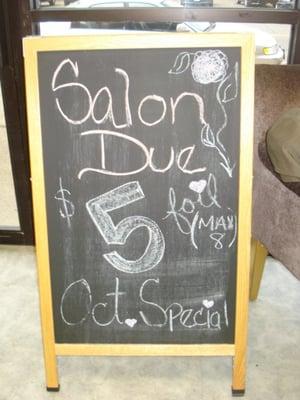 Salon
Due
$5 foil
(MAX
8)
Oct. Special